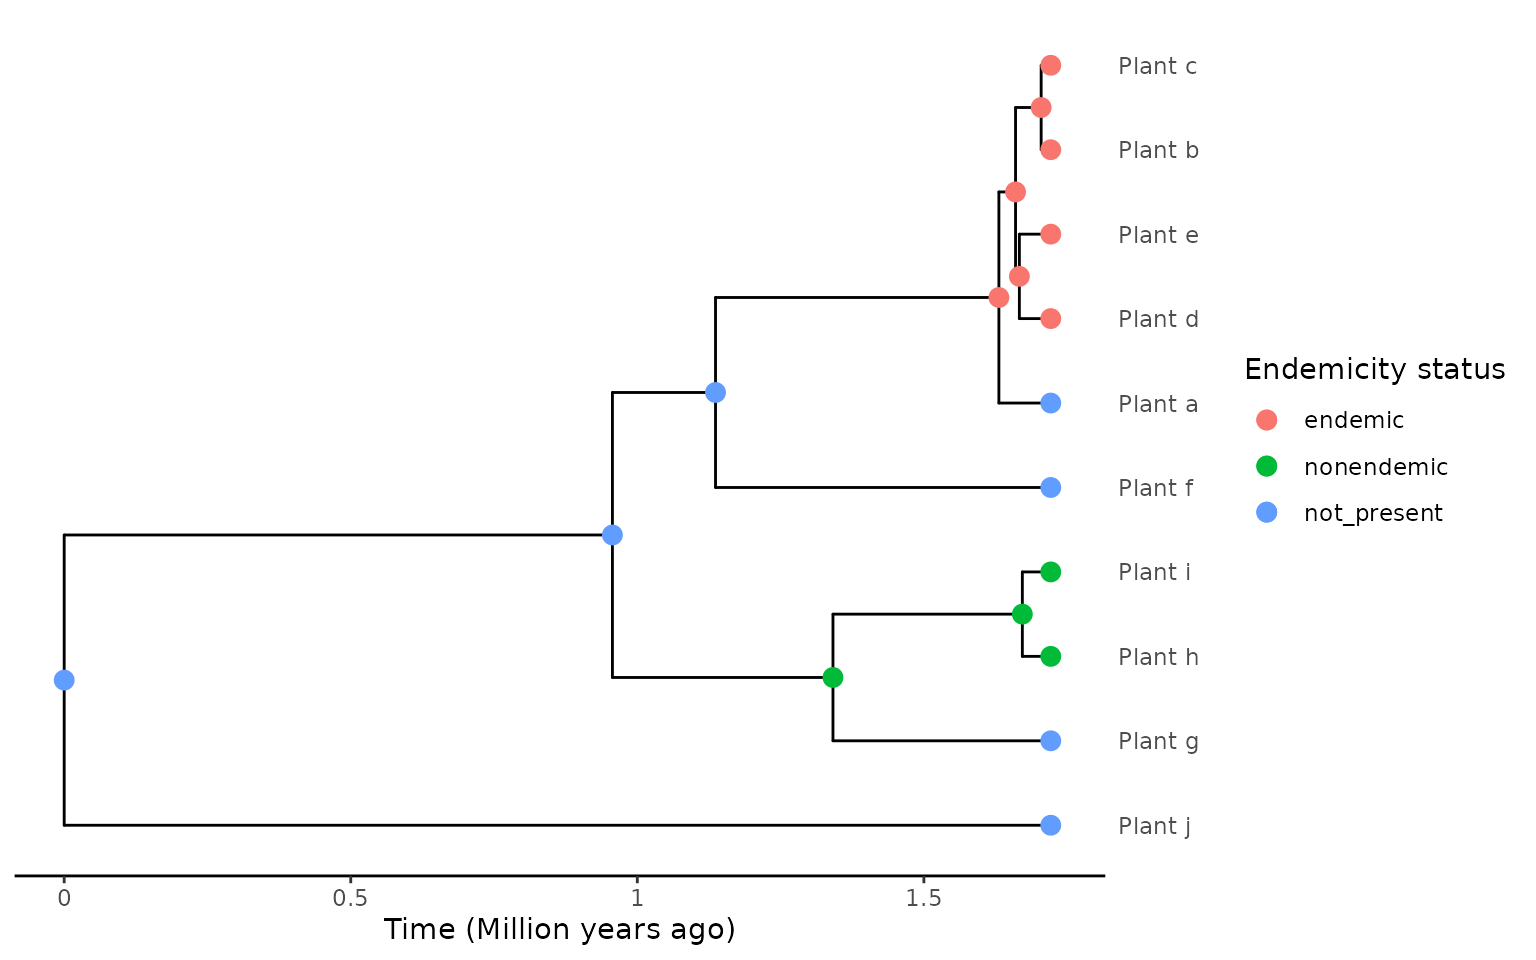 Plant c
Plant b
Plant e
Plant d
Plant a
Plant f
Plant i
Plant h
Plant g
Plant j
Endemicity status
endemic
nonendemic
not_present
0 0.5 1 1.5
Time (Million years ago)